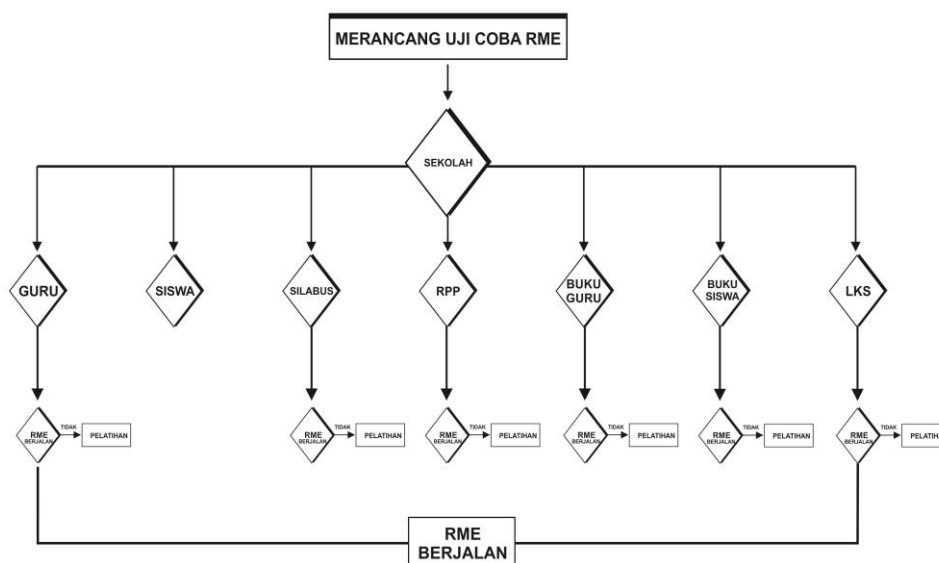 MERANCANG UJI COBA RME
SEKOLAH
GURU
SISWA
SILABUS
RPP
BUKU
GURU
BUKU
SISWA
LKS
RME
BERJALAN
TIDAK
PELATIHAN
RME
BERJALAN
TIDAK
PELATIHAN
RME
BERJALAN
TIDAK
PELATIHAN
RME
BERJALAN
TIDAK
PELATIHAN
RME
BERJALAN
TIDAK
PELATIHAN
RME
BERJALAN
TIDAK
PELATIHA
RME
BERJALAN